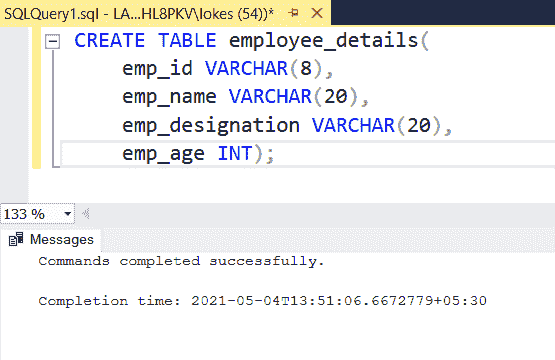 SQLQuery1.sql - LA...HL8PKV\lokes (54))*
CREATE TABLE employee_details(
emp_id VARCHAR(8),
emp_name VARCHAR(20),
emp_designation VARCHAR(20),
emp_age INT);
133 %
Messages
Commands completed successfully.
Completion time: 2021-05-04T13:51:06.6672779+05:30